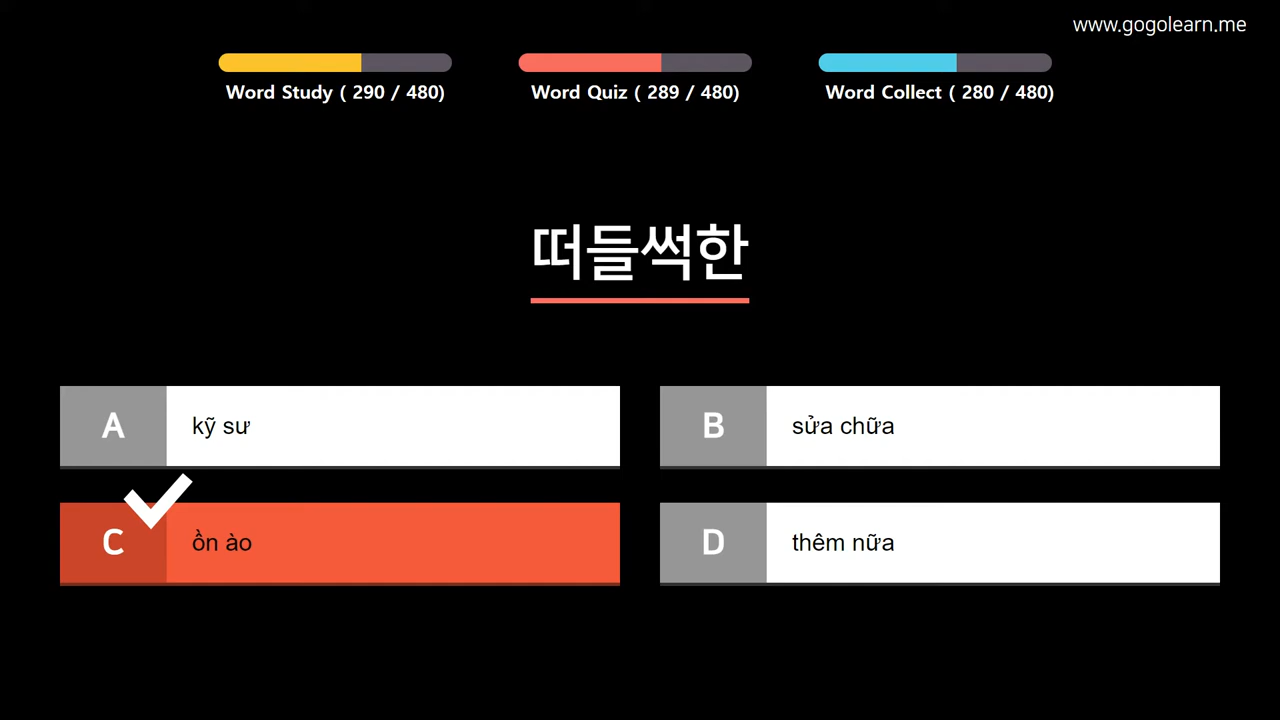 www.gogolearn.me
Word Study ( 290 / 480)
Word Quiz ( 289 / 480)
Word Collect ( 280 / 480)
떠들썩한
A kỹ sư
B sửa chữa
C ồn ào
D thêm nữa